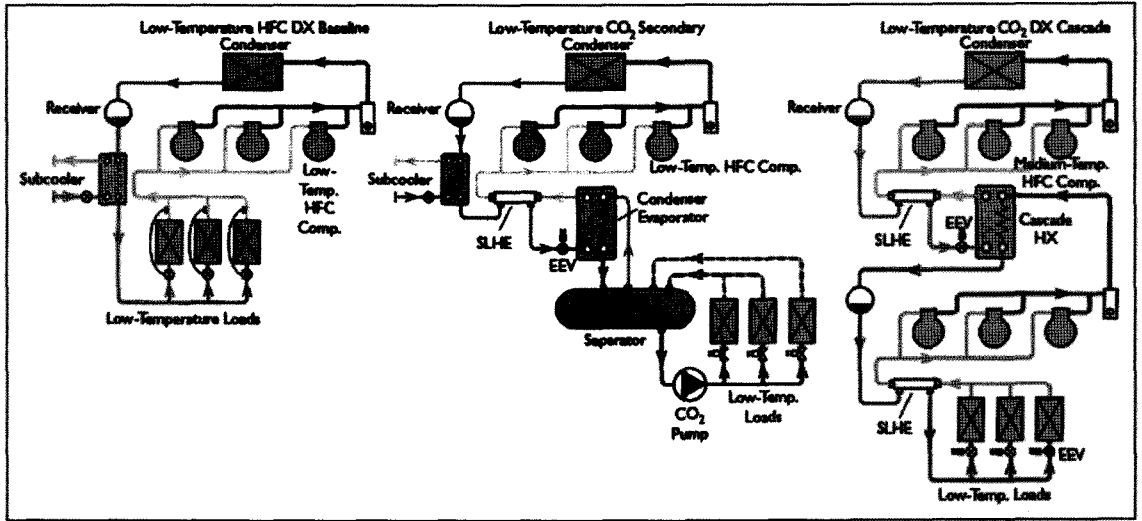 Low-Temperature HFC DX Baseline
Condenser
Receiver
Subcooler
Low-
Temp.
HFC
Comp.
Low-Temperature Loads
Low-Temperature CO₂ Secondary
Condenser
Receiver
Subcooler
Low-Temp. HFC Comp.
SLHE
EEV
Condenser
Evaporator
Separator
CO₂
Pump
Low-Temp.
Loads
Low-Temperature CO₂ DX Cascade
Condenser
Receiver
Medium-Temp.
HFC Comp.
SLHE
EEV
Cascade
HX
SLHE
EEV
Low-Temp. Loads